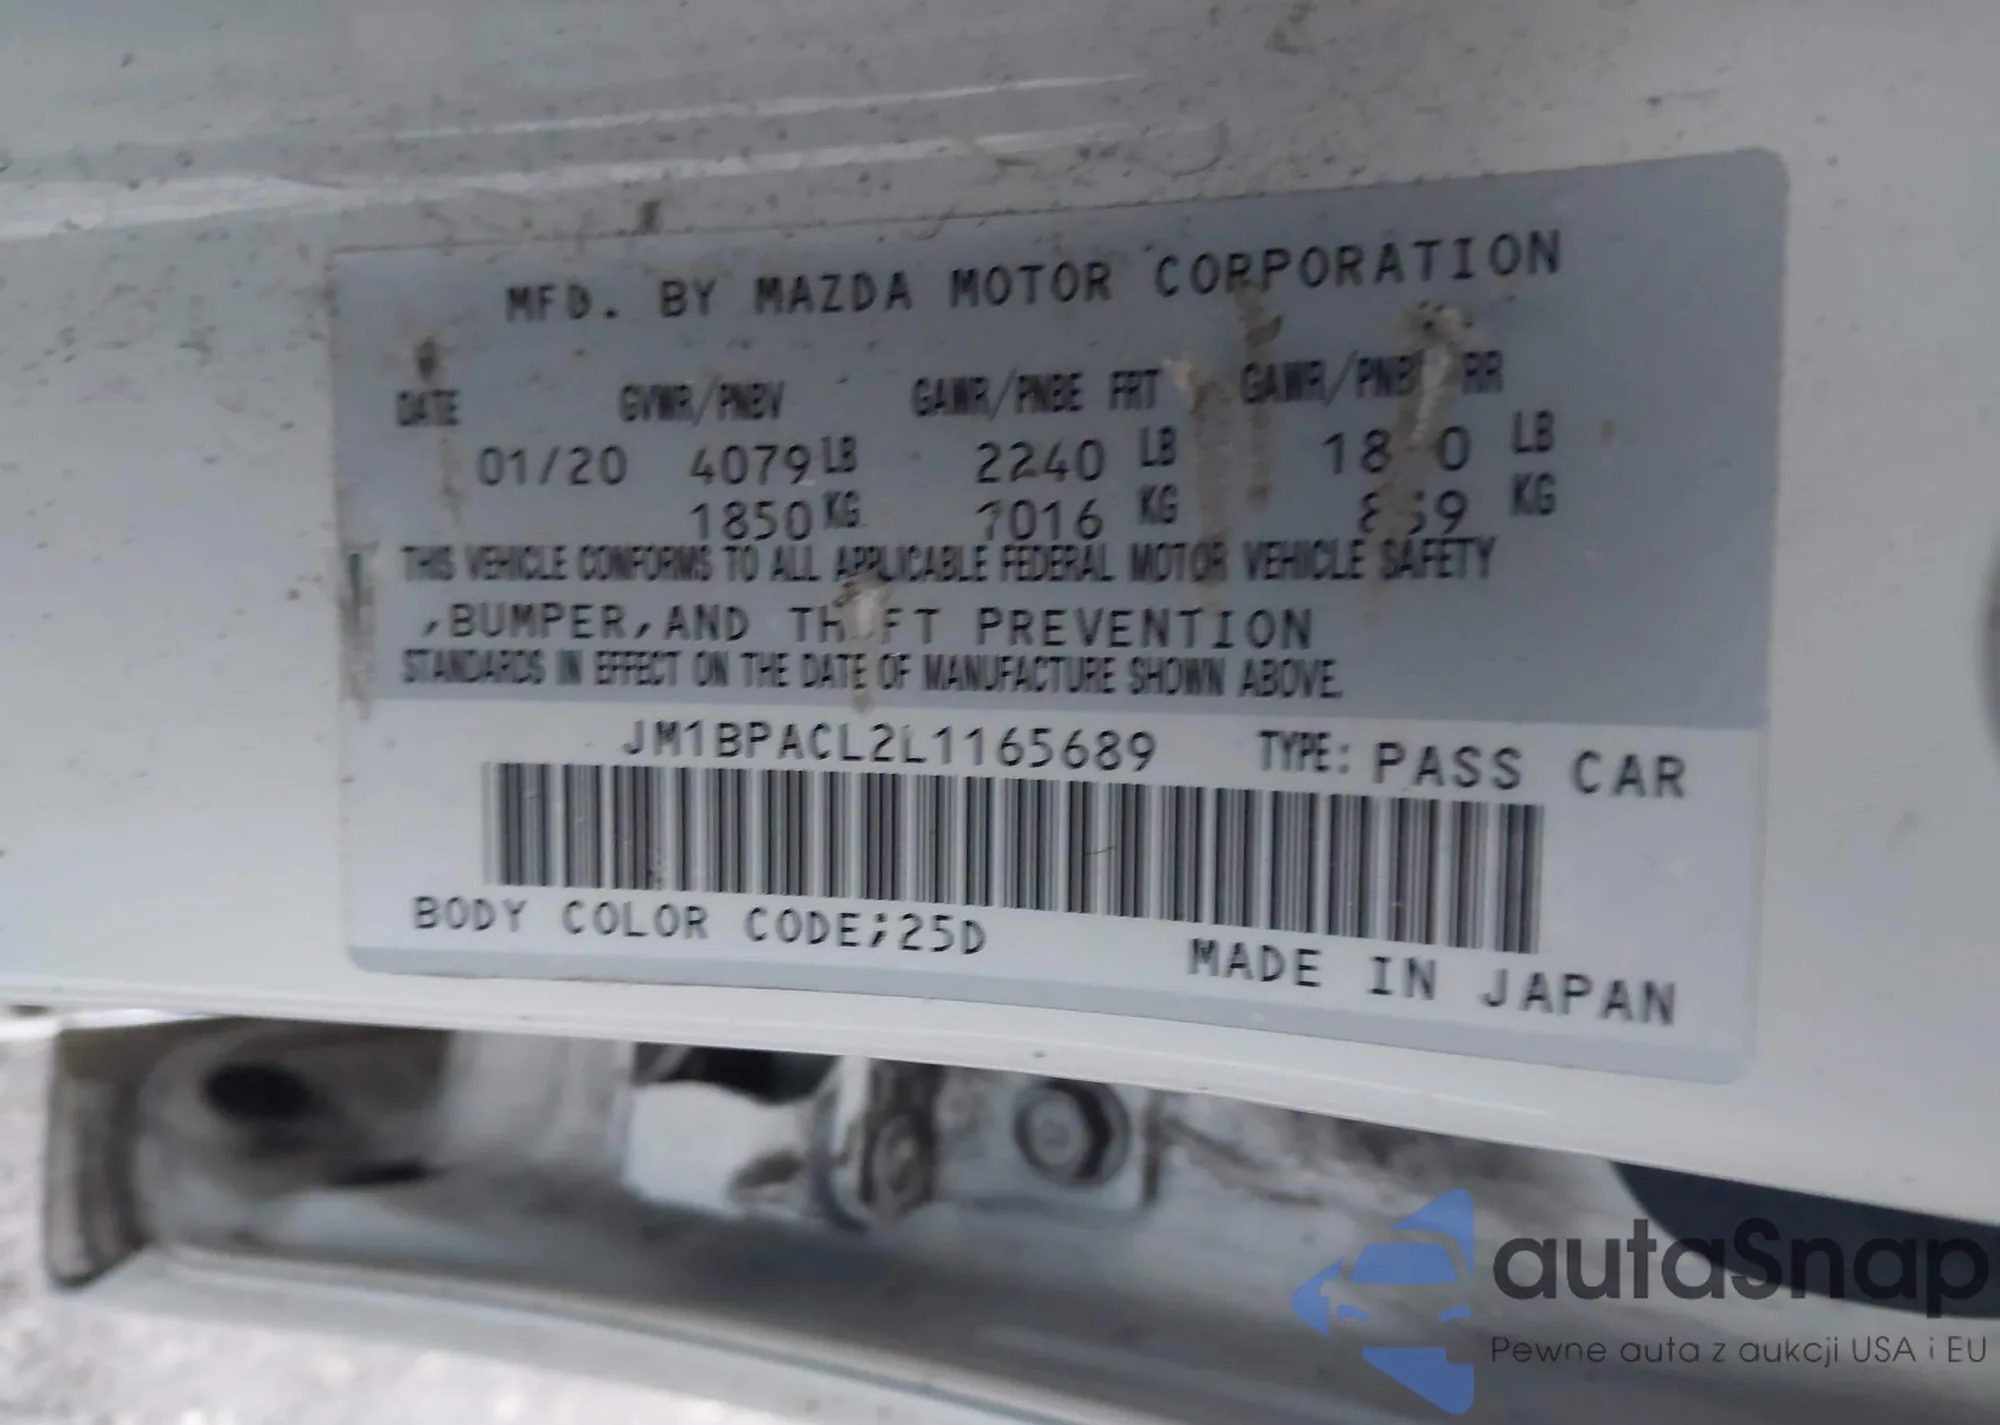 MFD. BY MAZDA MOTOR CORPORATION
DATE GVWR/PNBV GAWR/PNBE FRT GAWR/PNB RR
01/20 4079 LB 2240 LB LB
1850 KG 1016 KG KG
THIS VEHICLE CONFORMS TO ALL APPLICABLE FEDERAL MOTOR VEHICLE SAFETY
,BUMPER,AND THEFT PREVENTION
STANDARDS IN EFFECT ON THE DATE OF MANUFACTURE SHOWN ABOVE.
JM1BPACL2L1165689 TYPE: PASS CAR
BODY COLOR CODE;25D
MADE IN JAPAN
autaSnap
Pewne auta z aukcji USA i EU